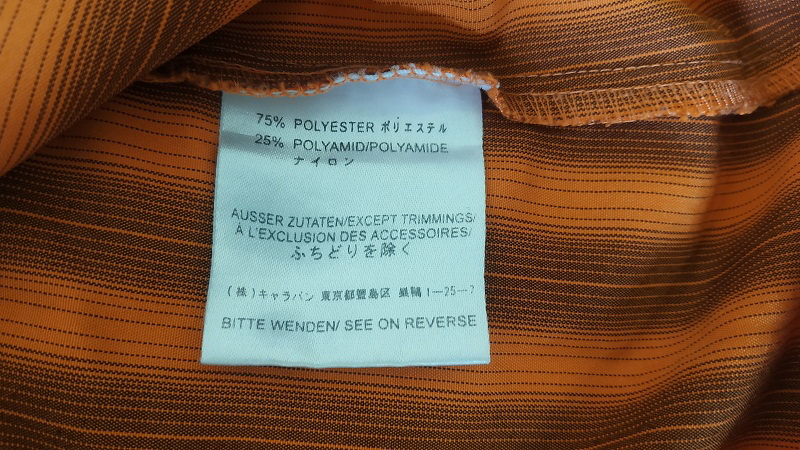 75% POLYESTER ポリエステル
25% POLYAMID/POLYAMIDE
ナイロン
AUSSER ZUTATEN/EXCEPT TRIMMINGS/
À L'EXCLUSION DES ACCESSOIRES/
ふちどりを除く
(株)キャラバン 東京都豊島区 巣鴨1-25-7
BITTE WENDEN/ SEE ON REVERSE